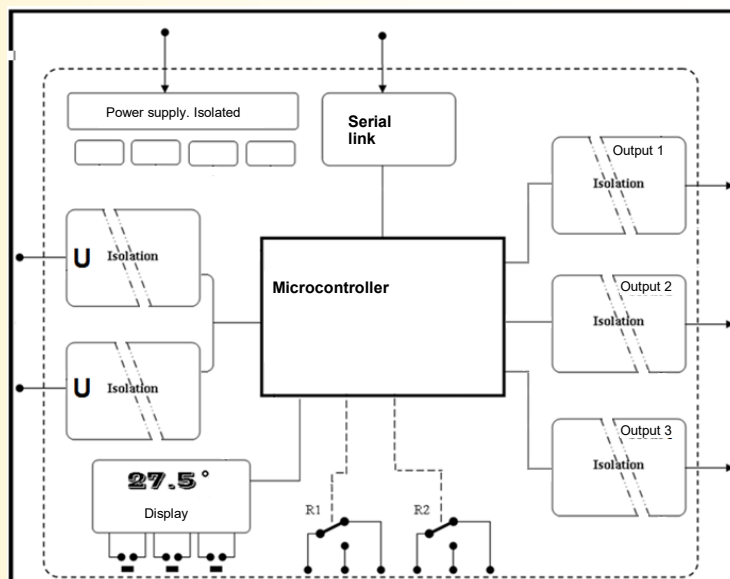 Power supply. Isolated
Serial
link
Output 1
Isolation
U
Isolation
Microcontroller
Output 2
Isolation
U
Isolation
Output 3
Isolation
27.5°
Display
R1
R2